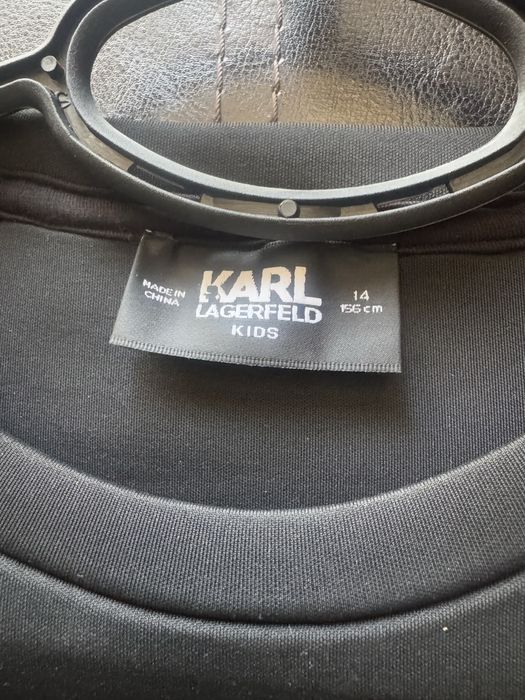 MADE IN
CHINA
KARL
LAGERFELD
KIDS
14
156 cm